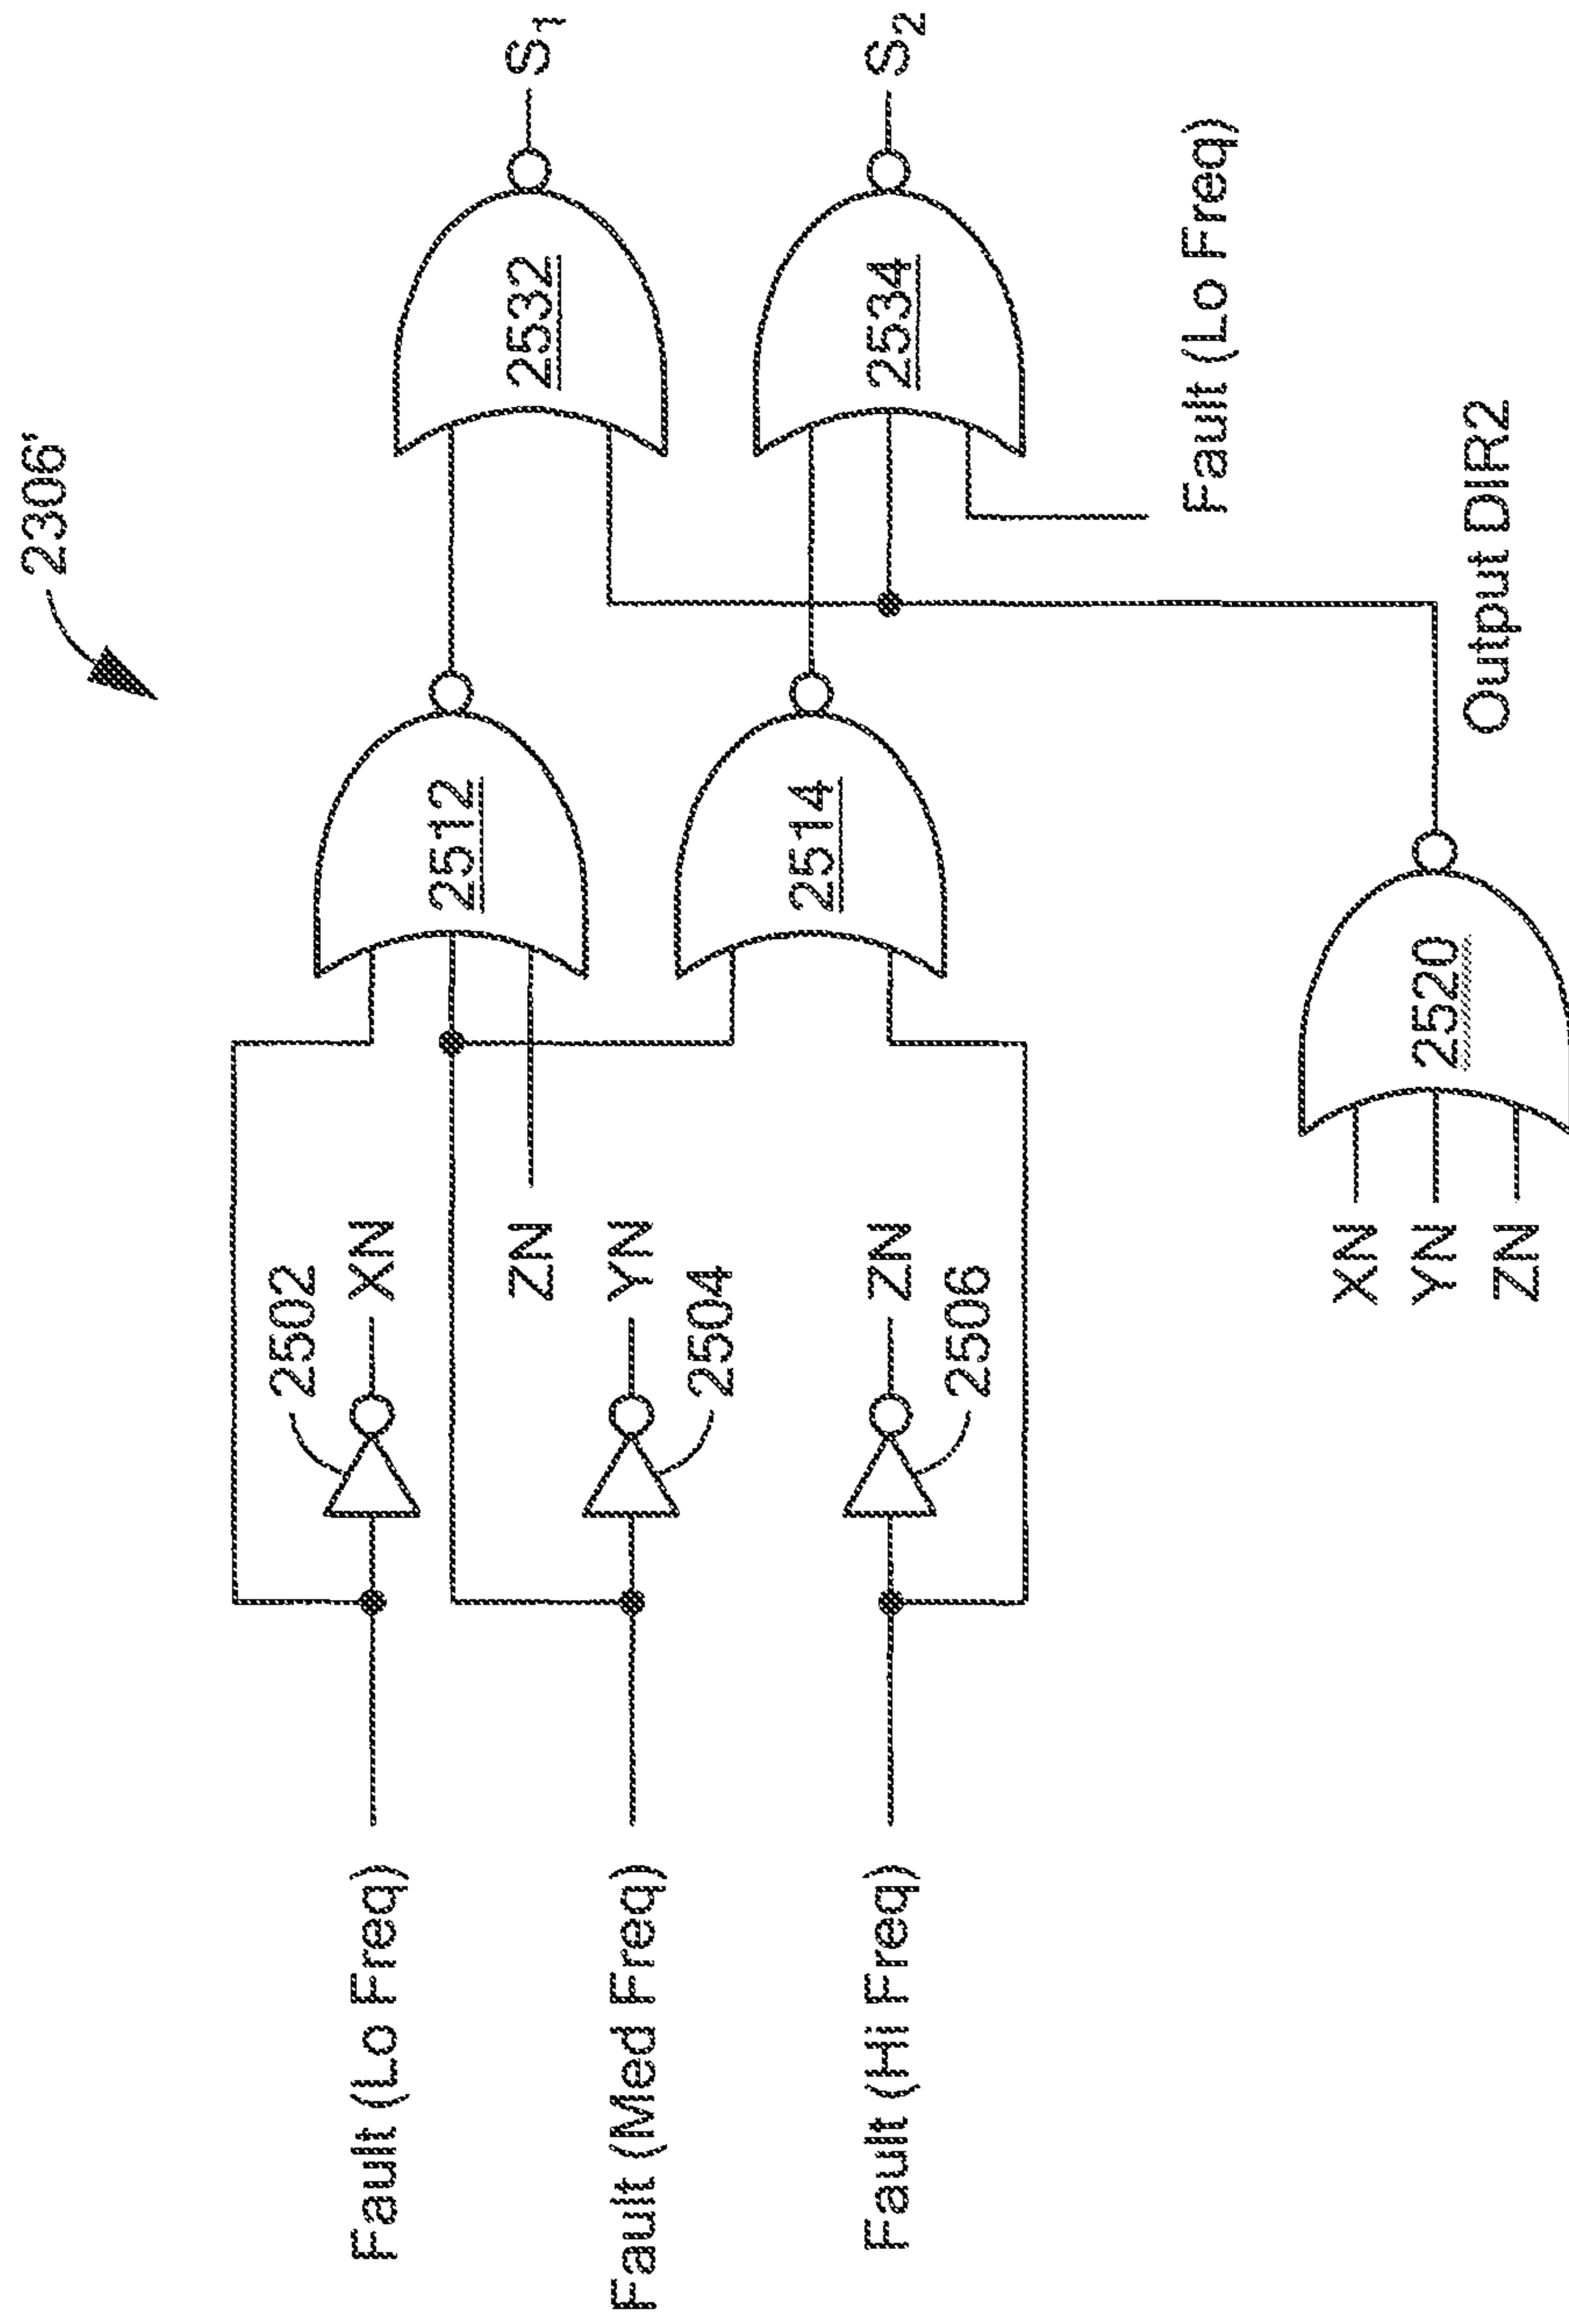 2306'
Fault (Lo Freq)
2502
XN
ZN
2512
2532
S1
Fault (Med Freq)
YN
2504
2514
2534
S2
Fault (Hi Freq)
ZN
2506
Fault (Lo Freq)
XN
YN
ZN
2520
Output DIR2